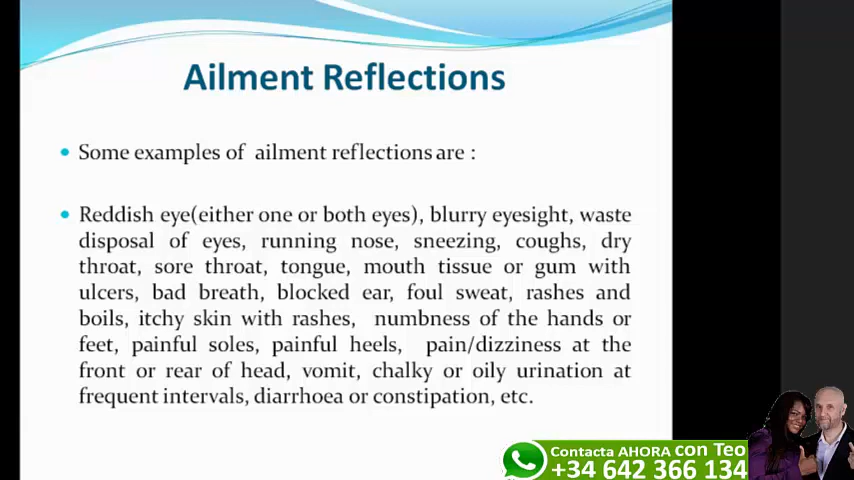 Ailment Reflections
• Some examples of ailment reflections are :
• Reddish eye(either one or both eyes), blurry eyesight, waste
disposal of eyes, running nose, sneezing, coughs, dry
throat, sore throat, tongue, mouth tissue or gum with
ulcers, bad breath, blocked ear, foul sweat, rashes and
boils, itchy skin with rashes, numbness of the hands or
feet, painful soles, painful heels, pain/dizziness at the
front or rear of head, vomit, chalky or oily urination at
frequent intervals, diarrhoea or constipation, etc.
Contacta AHORA con Teo
+34 642 366 134